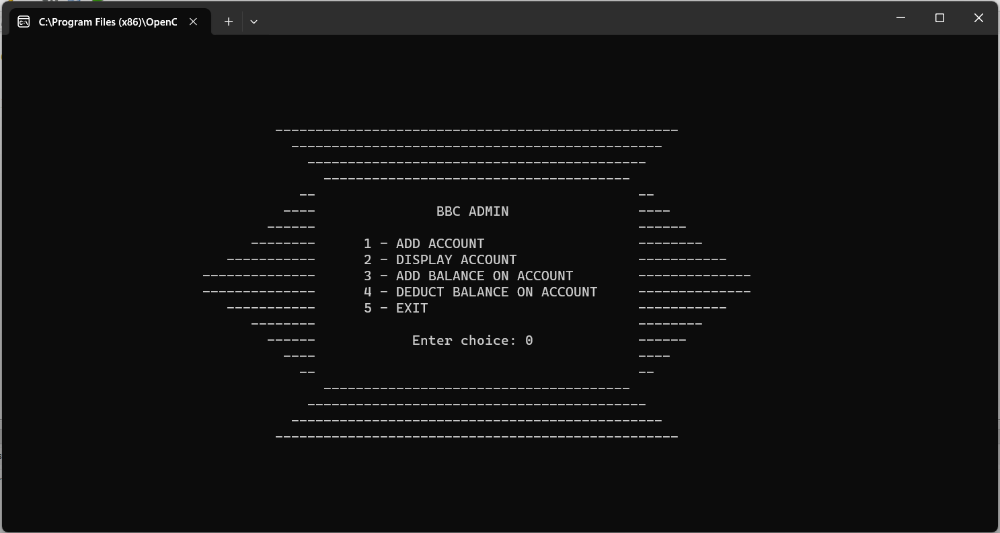 C:\Program Files (x86)\OpenC
--------------------------------------------------
----------------------------------------------
------------------------------------------
--------------------------------------
-- --
---- BBC ADMIN ----
------ ------
-------- 1 - ADD ACCOUNT --------
----------- 2 - DISPLAY ACCOUNT -----------
-------------- 3 - ADD BALANCE ON ACCOUNT --------------
-------------- 4 - DEDUCT BALANCE ON ACCOUNT --------------
----------- 5 - EXIT -----------
-------- --------
------ Enter choice: 0 ------
---- ----
-- --
--------------------------------------
------------------------------------------
----------------------------------------------
--------------------------------------------------